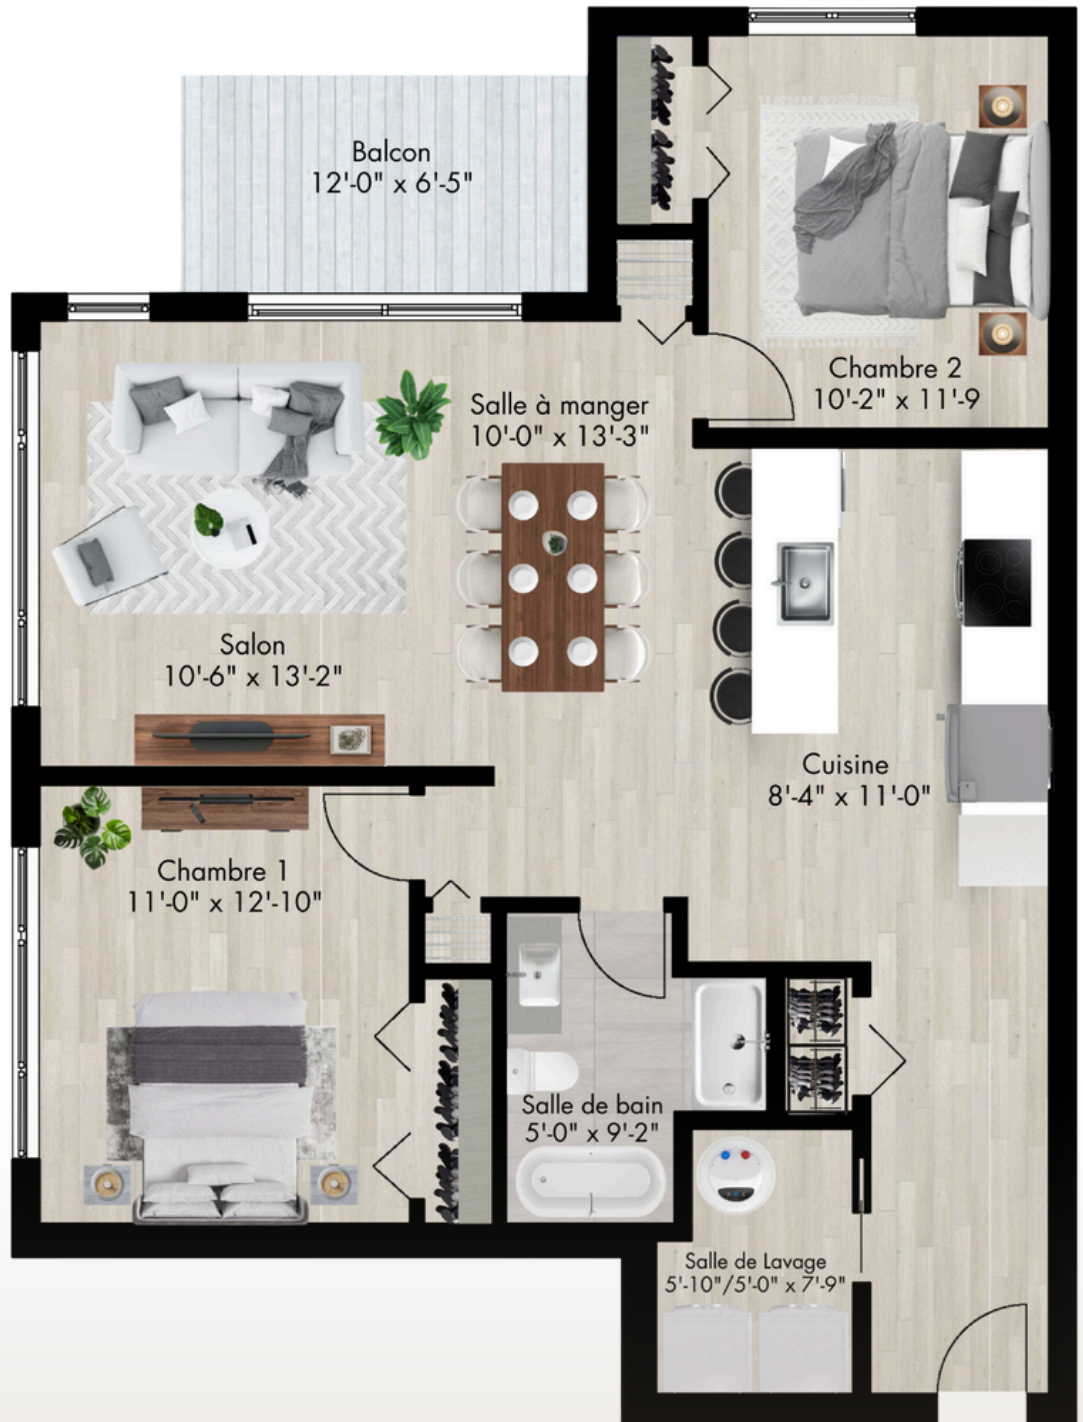 Balcon
12'-0" x 6'-5"
Chambre 2
10'-2" x 11'-9
Salle à manger
10'-0" x 13'-3"
Salon
10'-6" x 13'-2"
Cuisine
8'-4" x 11'-0"
Chambre 1
11'-0" x 12'-10"
Salle de bain
5'-0" x 9'-2"
Salle de Lavage
5'-10"/5'-0" x 7'-9"